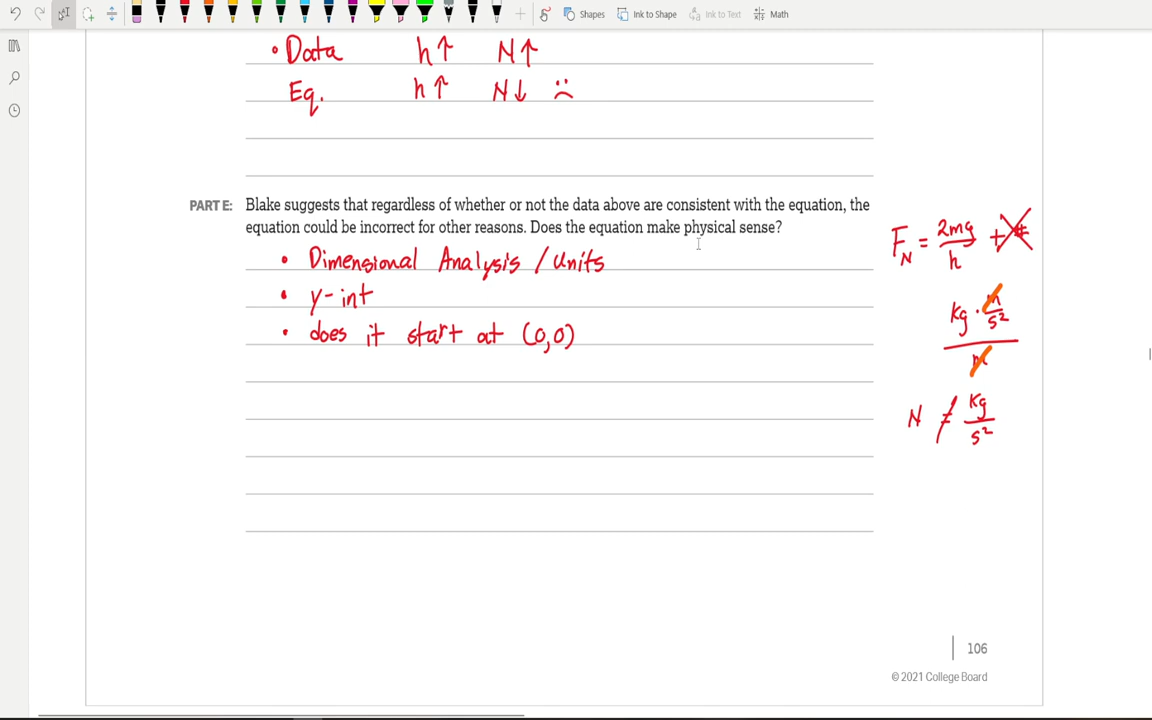 Shapes Ink to Shape Ink to Text Math
• Data h↑ N↑
Eq. h↑ N↓ :(
PART E: Blake suggests that regardless of whether or not the data above are consistent with the equation, the
equation could be incorrect for other reasons. Does the equation make physical sense?
• Dimensional Analysis / Units
• y-int
• does it start at (0,0)
F_N = 2mg/h +
kg · m/s² / m
N ≠ kg/s²
106
© 2021 College Board